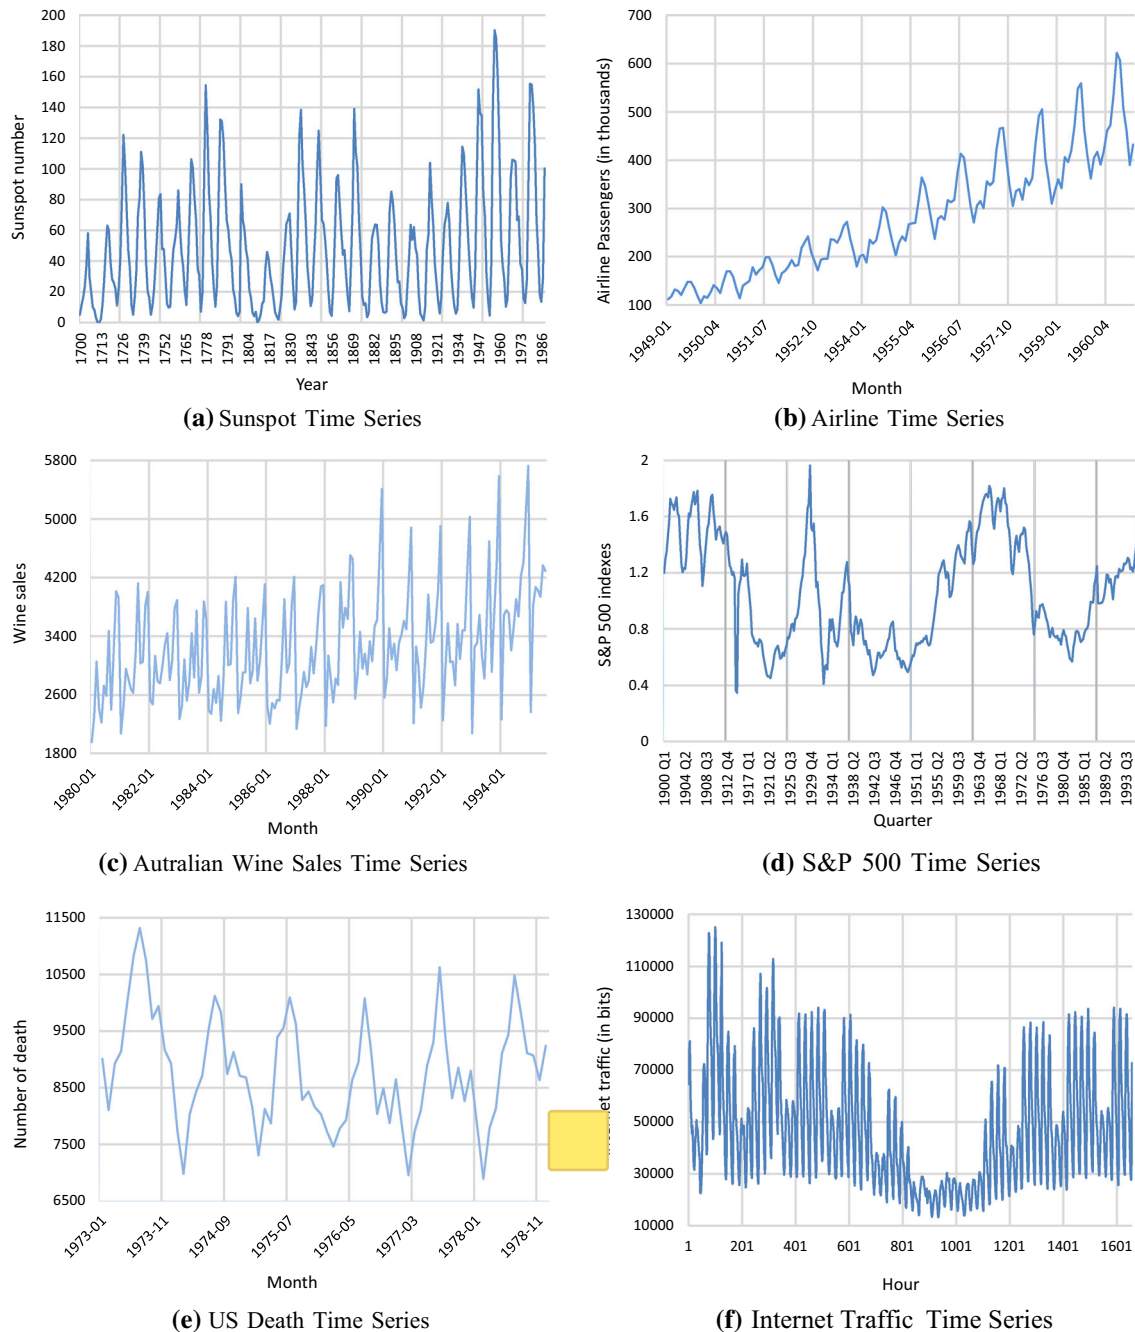 200
180
160
140
120
100
80
60
40
20
0
Sunspot number
1700 1713 1726 1739 1752 1765 1778 1791 1804 1817 1830 1843 1856 1869 1882 1895 1908 1921 1934 1947 1960 1973 1986
Year
(a) Sunspot Time Series
700
600
500
400
300
200
100
Airline Passengers (in thousands)
1949-01 1950-04 1951-07 1952-10 1954-01 1955-04 1956-07 1957-10 1959-01 1960-04
Month
(b) Airline Time Series
5800
5000
4200
3400
2600
1800
Wine sales
1980-01 1982-01 1984-01 1986-01 1988-01 1990-01 1992-01 1994-01
Month
(c) Autralian Wine Sales Time Series
2
1.6
1.2
0.8
0.4
0
S&P 500 indexes
1900 Q1 1904 Q2 1908 Q3 1912 Q4 1917 Q1 1921 Q2 1925 Q3 1929 Q4 1934 Q1 1938 Q2 1942 Q3 1946 Q4 1951 Q1 1955 Q2 1959 Q3 1963 Q4 1968 Q1 1972 Q2 1976 Q3 1980 Q4 1985 Q1 1989 Q2 1993 Q3
Quarter
(d) S&P 500 Time Series
11500
10500
9500
8500
7500
6500
Number of death
1973-01 1973-11 1974-09 1975-07 1976-05 1977-03 1978-01 1978-11
Month
(e) US Death Time Series
130000
110000
90000
70000
50000
30000
10000
traffic (in bits)
1 201 401 601 801 1001 1201 1401 1601
Hour
(f) Internet Traffic Time Series